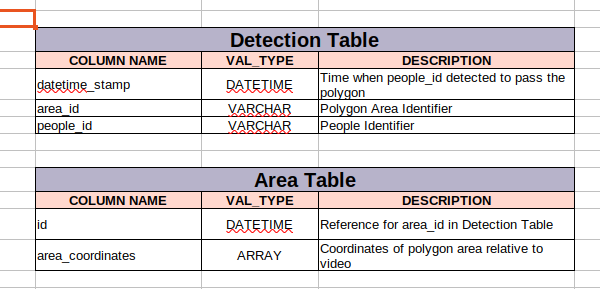 Detection Table
COLUMN NAME VAL_TYPE DESCRIPTION
datetime_stamp DATETIME Time when people_id detected to pass the
polygon
area_id VARCHAR Polygon Area Identifier
people_id VARCHAR People Identifier
Area Table
COLUMN NAME VAL_TYPE DESCRIPTION
id DATETIME Reference for area_id in Detection Table
area_coordinates ARRAY Coordinates of polygon area relative to
video